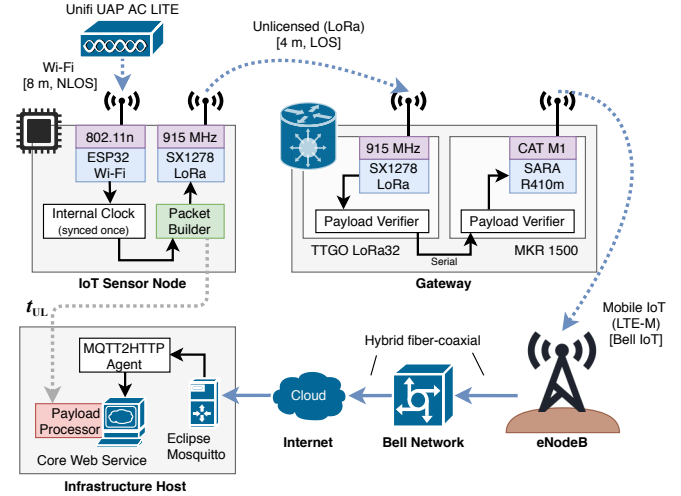 Unifi UAP AC LITE
Wi-Fi
[8 m, NLOS]
Unlicensed (LoRa)
[4 m, LOS]
802.11n
ESP32
Wi-Fi
915 MHz
SX1278
LoRa
Internal Clock
(synced once)
Packet
Builder
IoT Sensor Node
915 MHz
SX1278
LoRa
Payload Verifier
TTGO LoRa32
Serial
CAT M1
SARA
R410m
Payload Verifier
MKR 1500
Gateway
tUL
Mobile IoT
(LTE-M)
[Bell IoT]
MQTT2HTTP
Agent
Payload
Processor
Core Web Service
Eclipse
Mosquitto
Infrastructure Host
Cloud
Internet
Hybrid fiber-coaxial
Bell Network
eNodeB